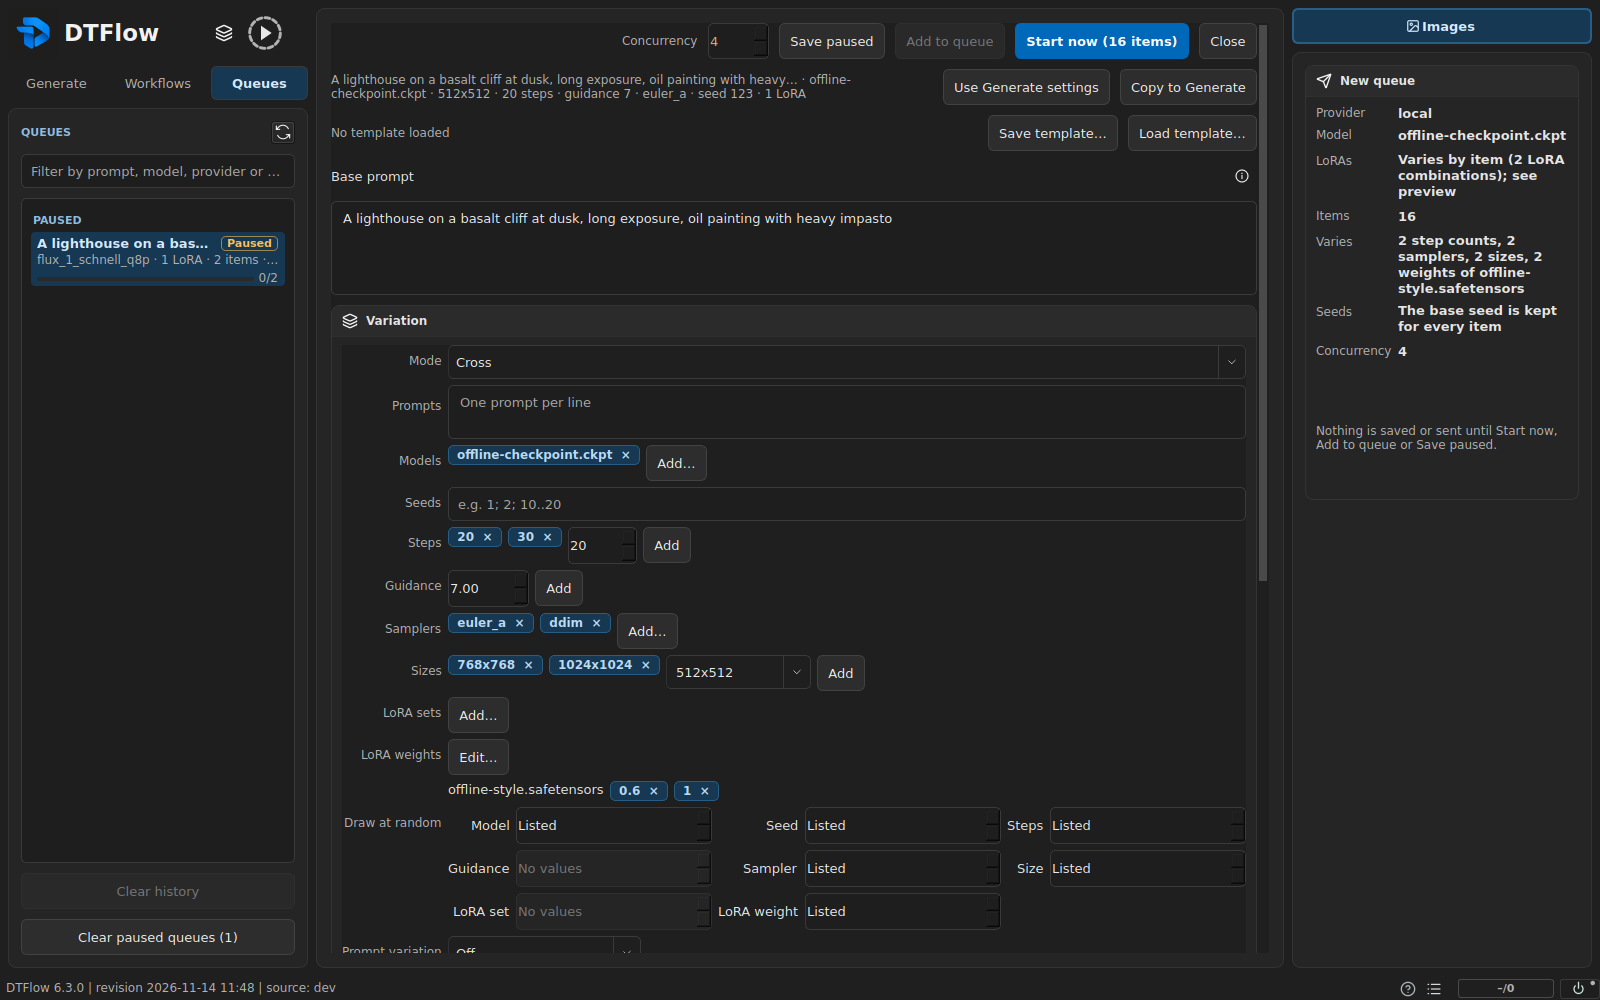 DTFlow
Generate
Workflows
Queues
QUEUES
Filter by prompt, model, provider or ...
PAUSED
A lighthouse on a bas... Paused
flux_1_schnell_q8p · 1 LoRA · 2 items ·...
0/2
Clear history
Clear paused queues (1)
Concurrency 4 Save paused Add to queue Start now (16 items) Close
A lighthouse on a basalt cliff at dusk, long exposure, oil painting with heavy... · offline-
checkpoint.ckpt · 512x512 · 20 steps · guidance 7 · euler_a · seed 123 · 1 LoRA
Use Generate settings Copy to Generate
No template loaded Save template... Load template...
Base prompt
A lighthouse on a basalt cliff at dusk, long exposure, oil painting with heavy impasto
Variation
Mode Cross
Prompts One prompt per line
Models offline-checkpoint.ckpt × Add...
Seeds e.g. 1; 2; 10..20
Steps 20 × 30 × 20 Add
Guidance 7.00 Add
Samplers euler_a × ddim × Add...
Sizes 768x768 × 1024x1024 × 512x512 Add
LoRA sets Add...
LoRA weights Edit...
offline-style.safetensors 0.6 × 1 ×
Draw at random Model Listed Seed Listed Steps Listed
Guidance No values Sampler Listed Size Listed
LoRA set No values LoRA weight Listed
Prompt variation Off
Images
New queue
Provider local
Model offline-checkpoint.ckpt
LoRAs Varies by item (2 LoRA
combinations); see
preview
Items 16
Varies 2 step counts, 2
samplers, 2 sizes, 2
weights of offline-
style.safetensors
Seeds The base seed is kept
for every item
Concurrency 4
Nothing is saved or sent until Start now,
Add to queue or Save paused.
DTFlow 6.3.0 | revision 2026-11-14 11:48 | source: dev
–/0